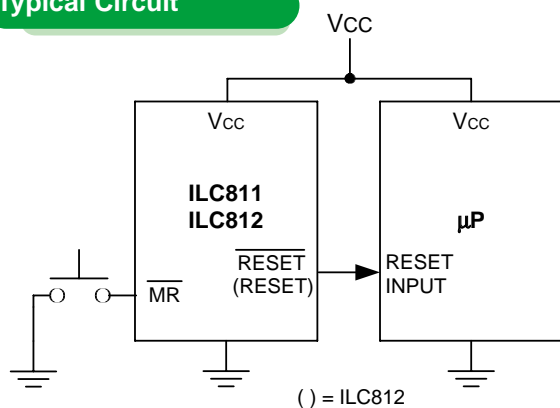 Typical Circuit
VCC
VCC
VCC
ILC811
ILC812
μP
RESET
(RESET)
RESET
INPUT
MR
( ) = ILC812